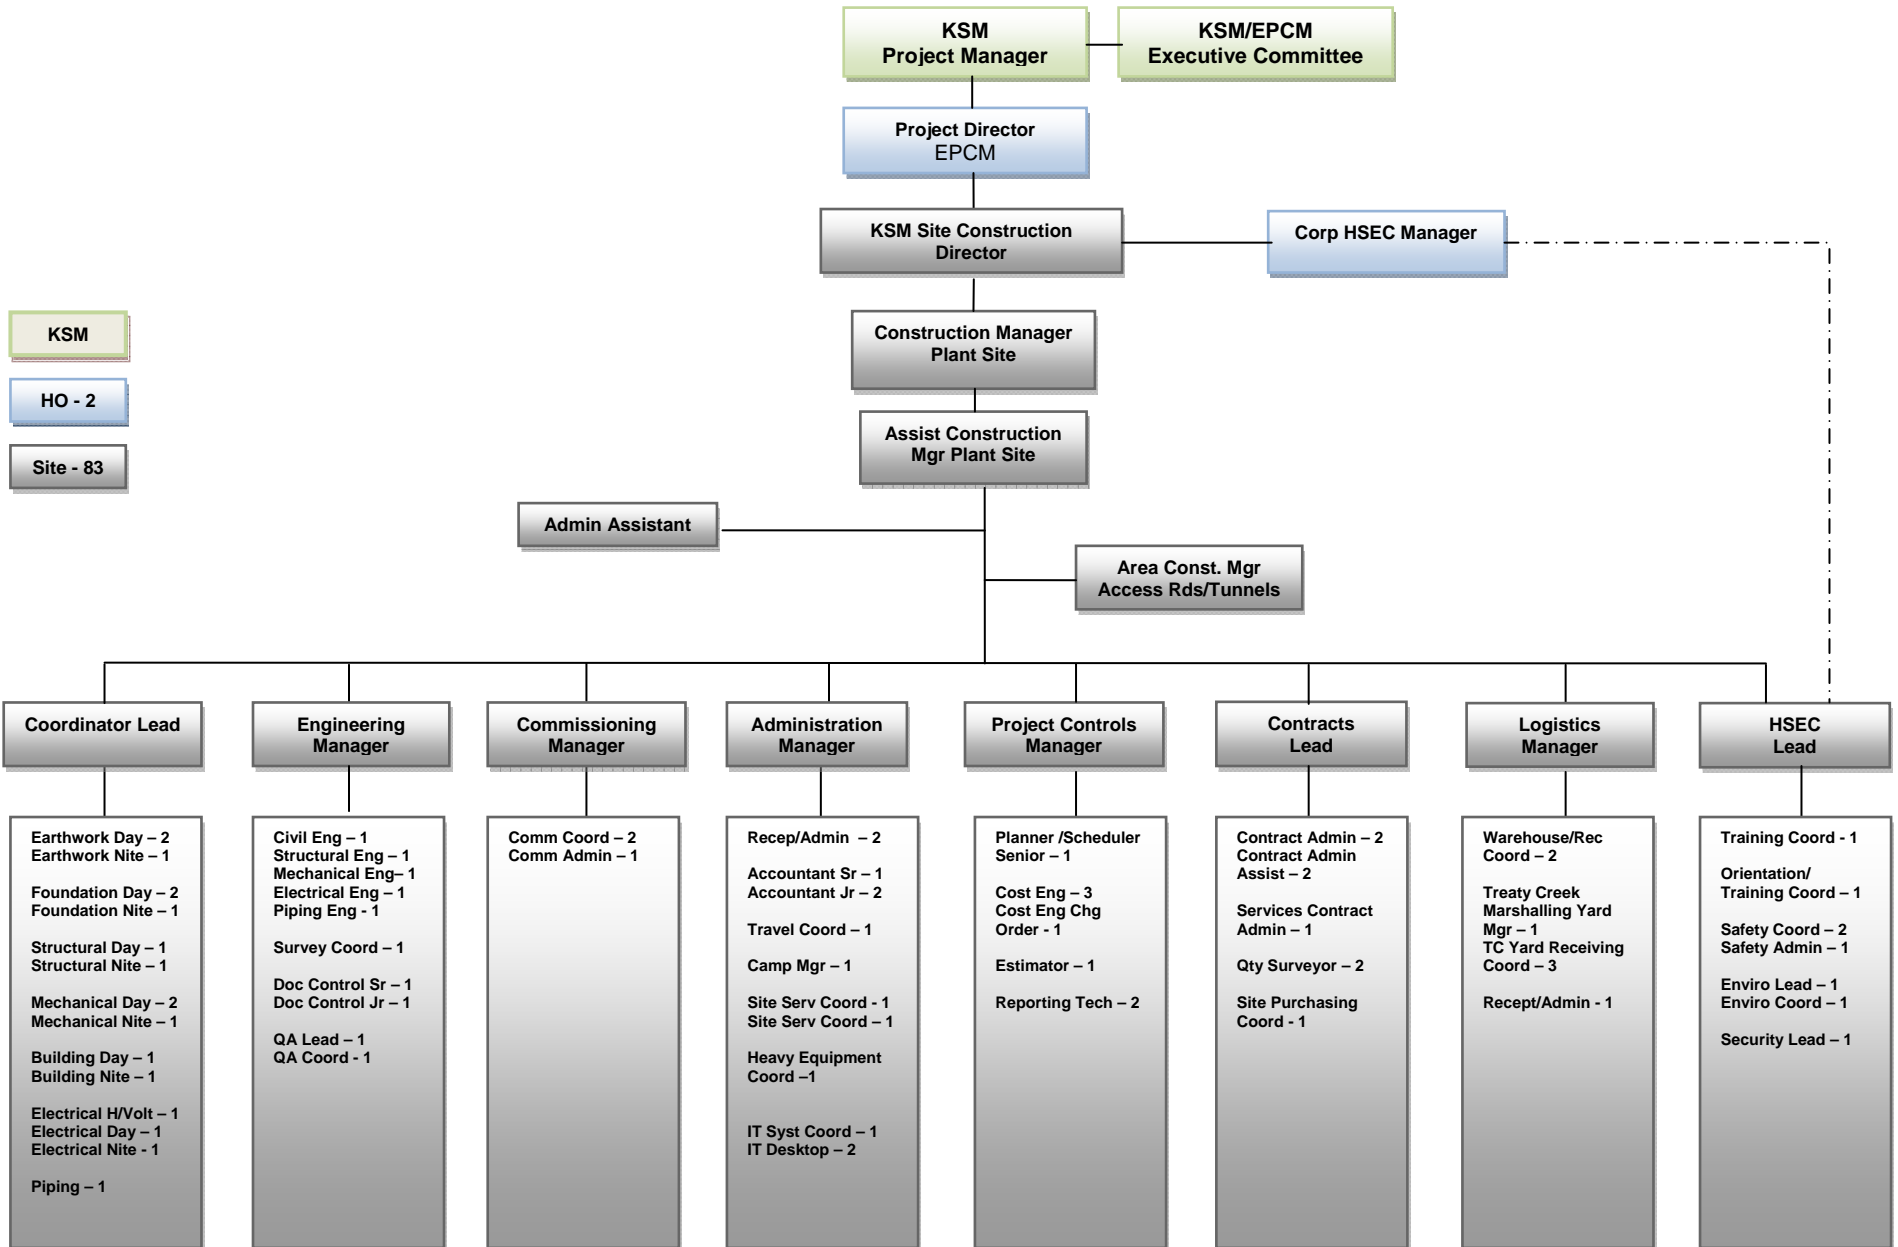 KSM
Project Manager
KSM/EPCM
Executive Committee
Project Director
EPCM
KSM Site Construction
Director
Corp HSEC Manager
KSM
HO - 2
Site - 83
Construction Manager
Plant Site
Assist Construction
Mgr Plant Site
Admin Assistant
Area Const. Mgr
Access Rds/Tunnels
Coordinator Lead
Engineering
Manager
Commissioning
Manager
Administration
Manager
Project Controls
Manager
Contracts
Lead
Logistics
Manager
HSEC
Lead
Earthwork Day – 2
Earthwork Nite – 1
Foundation Day – 2
Foundation Nite – 1
Structural Day – 1
Structural Nite – 1
Mechanical Day – 2
Mechanical Nite – 1
Building Day – 1
Building Nite – 1
Electrical H/Volt – 1
Electrical Day – 1
Electrical Nite - 1
Piping – 1
Civil Eng – 1
Structural Eng – 1
Mechanical Eng– 1
Electrical Eng – 1
Piping Eng - 1
Survey Coord – 1
Doc Control Sr – 1
Doc Control Jr – 1
QA Lead – 1
QA Coord - 1
Comm Coord – 2
Comm Admin – 1
Recep/Admin – 2
Accountant Sr – 1
Accountant Jr – 2
Travel Coord – 1
Camp Mgr – 1
Site Serv Coord - 1
Site Serv Coord – 1
Heavy Equipment
Coord –1
IT Syst Coord – 1
IT Desktop – 2
Planner /Scheduler
Senior – 1
Cost Eng – 3
Cost Eng Chg
Order - 1
Estimator – 1
Reporting Tech – 2
Contract Admin – 2
Contract Admin
Assist – 2
Services Contract
Admin – 1
Qty Surveyor – 2
Site Purchasing
Coord - 1
Warehouse/Rec
Coord – 2
Treaty Creek
Marshalling Yard
Mgr – 1
TC Yard Receiving
Coord – 3
Recept/Admin - 1
Training Coord - 1
Orientation/
Training Coord – 1
Safety Coord – 2
Safety Admin – 1
Enviro Lead – 1
Enviro Coord – 1
Security Lead – 1